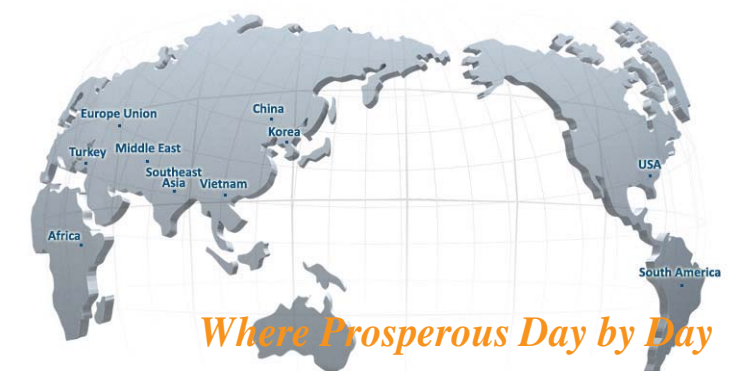 Europe Union
China
Korea
Turkey
Middle East
Southeast
Asia
Vietnam
USA
Africa
South America
Where Prosperous Day by Day